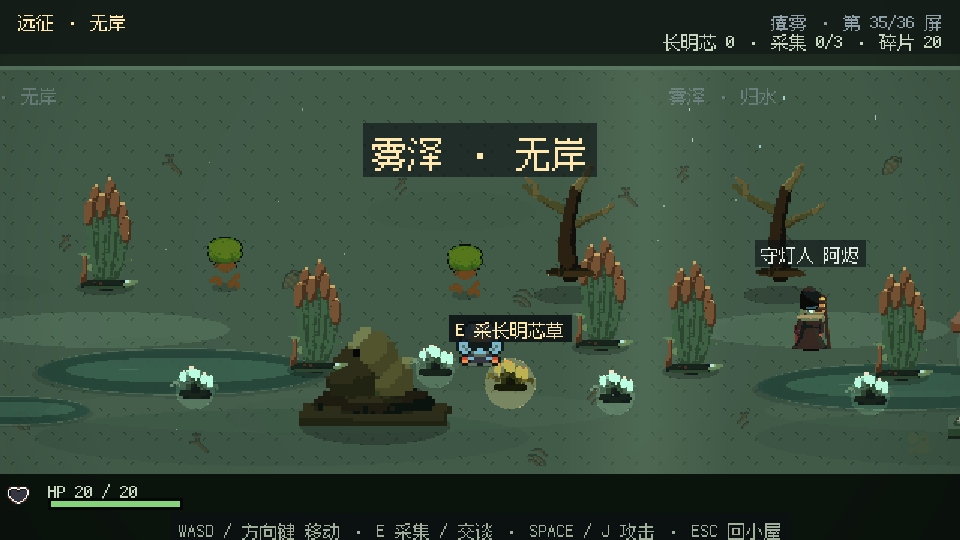 远征 · 无岸
瘴雾 · 第 35/36 屏
长明芯 0 · 采集 0/3 · 碎片 20
· 无岸
雾泽 · 归水
雾泽 · 无岸
守灯人 阿烬
E 采长明芯草
HP 20 / 20
WASD / 方向键 移动 · E 采集 / 交谈 · SPACE / J 攻击 · ESC 回小屋